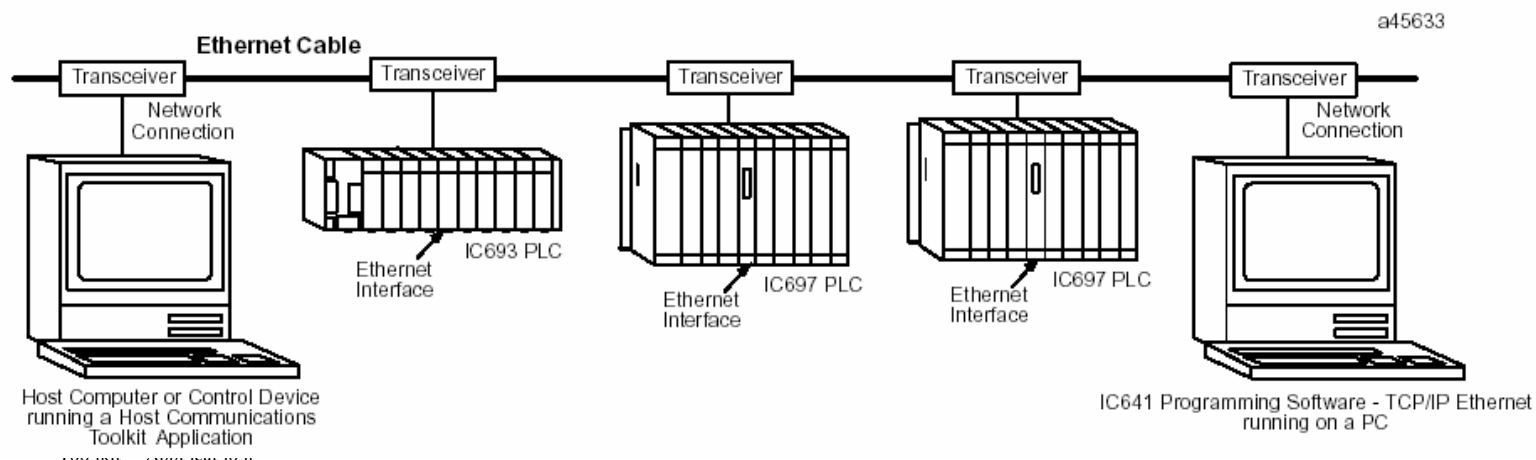 a45633
Ethernet Cable
Transceiver
Transceiver
Transceiver
Transceiver
Transceiver
Network
Connection
Network
Connection
IC693 PLC
Ethernet
Interface
IC697 PLC
Ethernet
Interface
IC697 PLC
Ethernet
Interface
Host Computer or Control Device
running a Host Communications
Toolkit Application
IC641 Programming Software - TCP/IP Ethernet
running on a PC